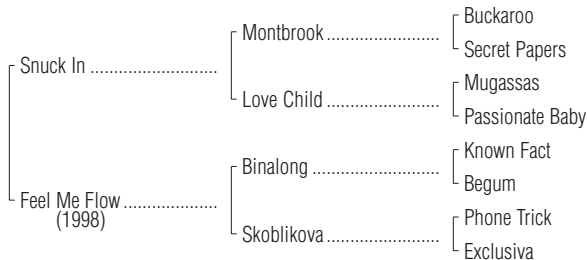 Buckaroo
Montbrook
Secret Papers
Snuck In
Mugassas
Love Child
Passionate Baby
Known Fact
Binalong
Begum
Feel Me Flow
(1998)
Phone Trick
Skoblikova
Exclusiva